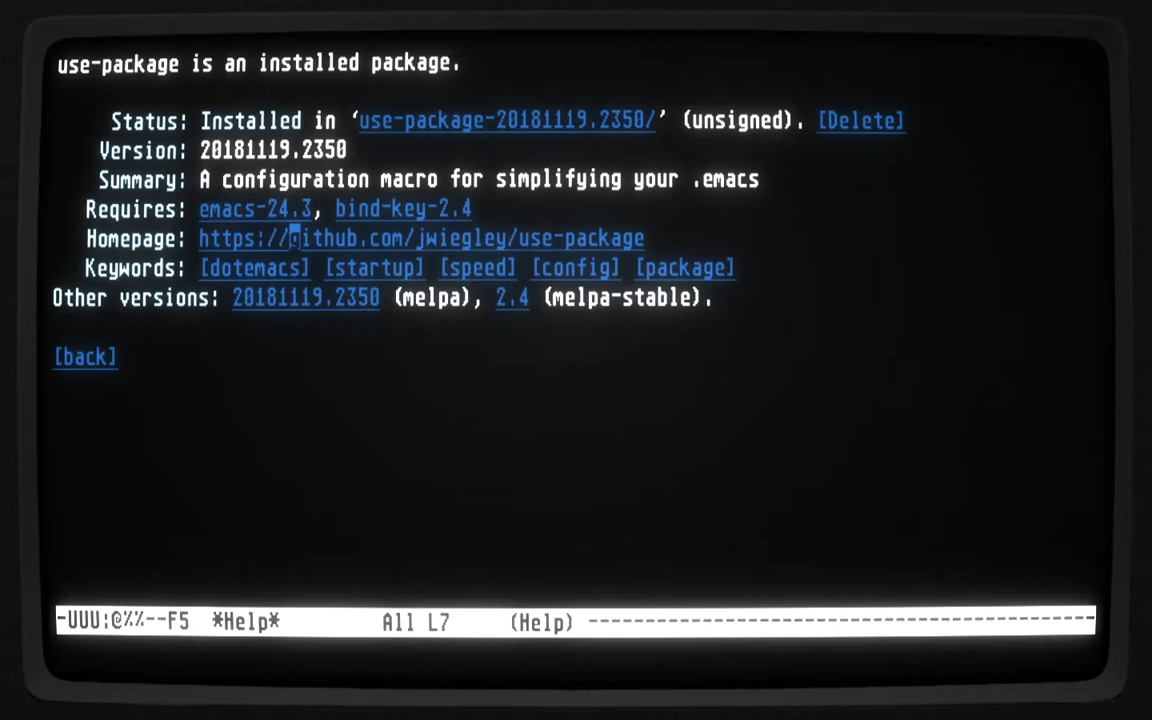 use-package is an installed package.
Status: Installed in ‘use-package-20181119.2350/’ (unsigned). [Delete]
Version: 20181119.2350
Summary: A configuration macro for simplifying your .emacs
Requires: emacs-24.3, bind-key-2.4
Homepage: https://github.com/jwiegley/use-package
Keywords: [dotemacs] [startup] [speed] [config] [package]
Other versions: 20181119.2350 (melpa), 2.4 (melpa-stable).
[back]
-UUU:@%%--F5  *Help*          All L7      (Help) ----------------------------------------------